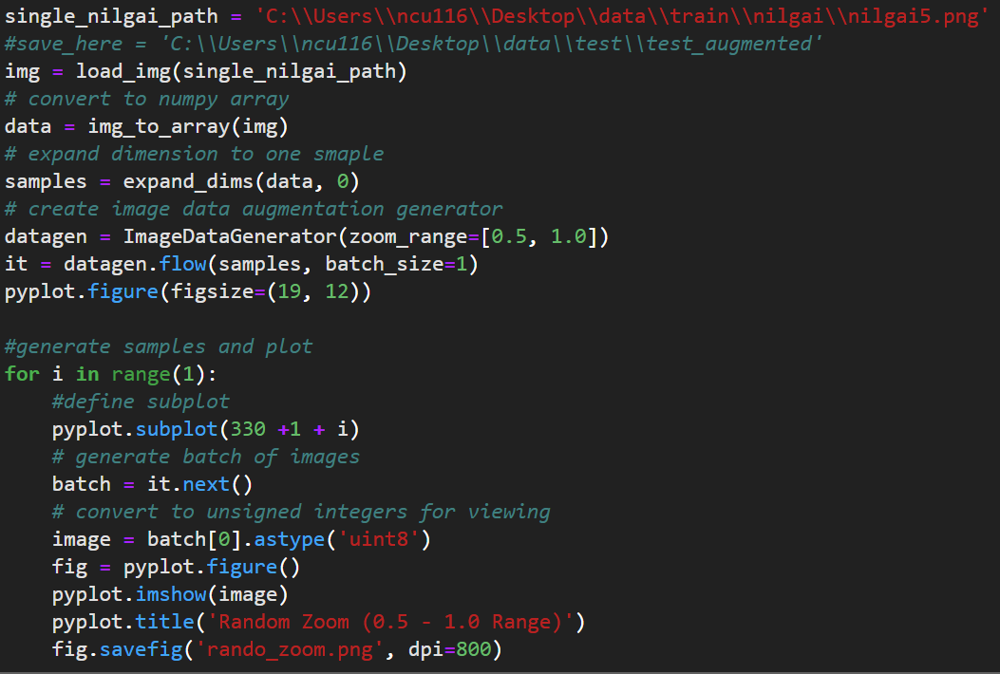 single_nilgai_path = 'C:\\Users\\ncu116\\Desktop\\data\\train\\nilgai\\nilgai5.png'
#save_here = 'C:\\Users\\ncu116\\Desktop\\data\\test\\test_augmented'
img = load_img(single_nilgai_path)
# convert to numpy array
data = img_to_array(img)
# expand dimension to one smaple
samples = expand_dims(data, 0)
# create image data augmentation generator
datagen = ImageDataGenerator(zoom_range=[0.5, 1.0])
it = datagen.flow(samples, batch_size=1)
pyplot.figure(figsize=(19, 12))

#generate samples and plot
for i in range(1):
    #define subplot
    pyplot.subplot(330 +1 + i)
    # generate batch of images
    batch = it.next()
    # convert to unsigned integers for viewing
    image = batch[0].astype('uint8')
    fig = pyplot.figure()
    pyplot.imshow(image)
    pyplot.title('Random Zoom (0.5 - 1.0 Range)')
    fig.savefig('rando_zoom.png', dpi=800)